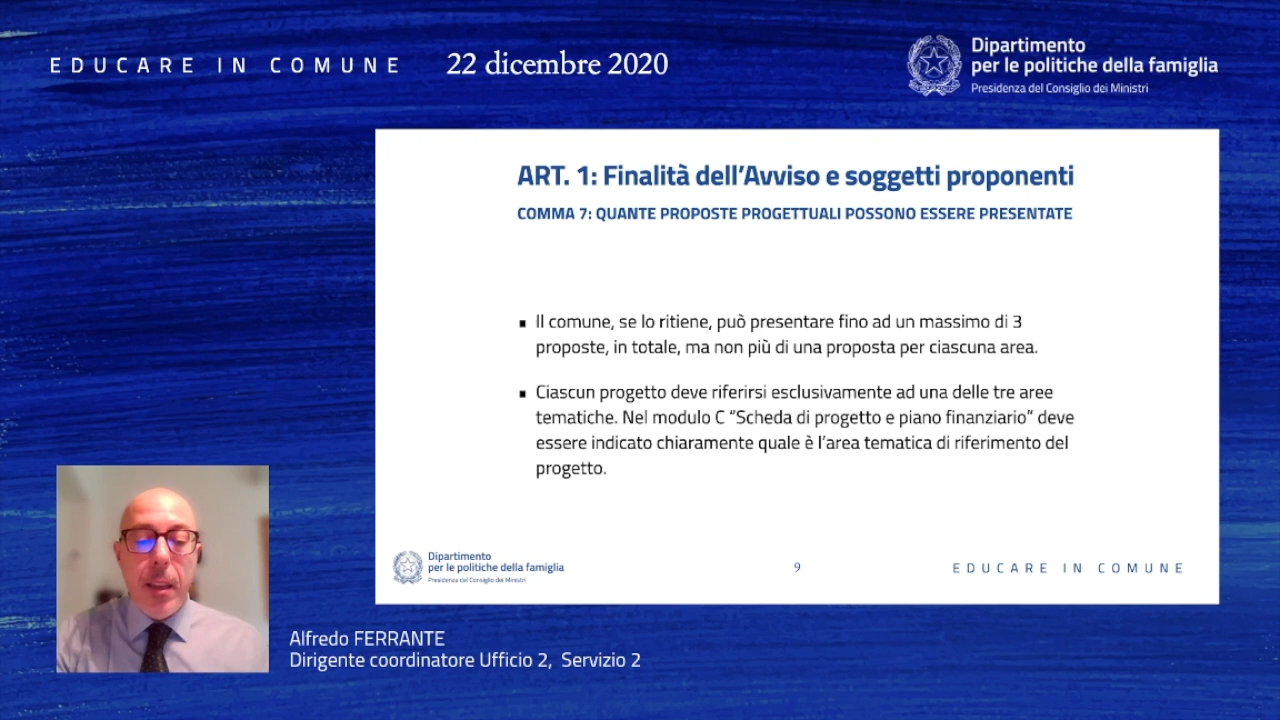 EDUCARE IN COMUNE
22 dicembre 2020
Dipartimento
per le politiche della famiglia
Presidenza del Consiglio dei Ministri
ART. 1: Finalità dell'Avviso e soggetti proponenti
COMMA 7: QUANTE PROPOSTE PROGETTUALI POSSONO ESSERE PRESENTATE
▪ Il comune, se lo ritiene, può presentare fino ad un massimo di 3
proposte, in totale, ma non più di una proposta per ciascuna area.
▪ Ciascun progetto deve riferirsi esclusivamente ad una delle tre aree
tematiche. Nel modulo C “Scheda di progetto e piano finanziario” deve
essere indicato chiaramente quale è l'area tematica di riferimento del
progetto.
Dipartimento
per le politiche della famiglia
Presidenza del Consiglio dei Ministri
9
EDUCARE IN COMUNE
Alfredo FERRANTE
Dirigente coordinatore Ufficio 2, Servizio 2